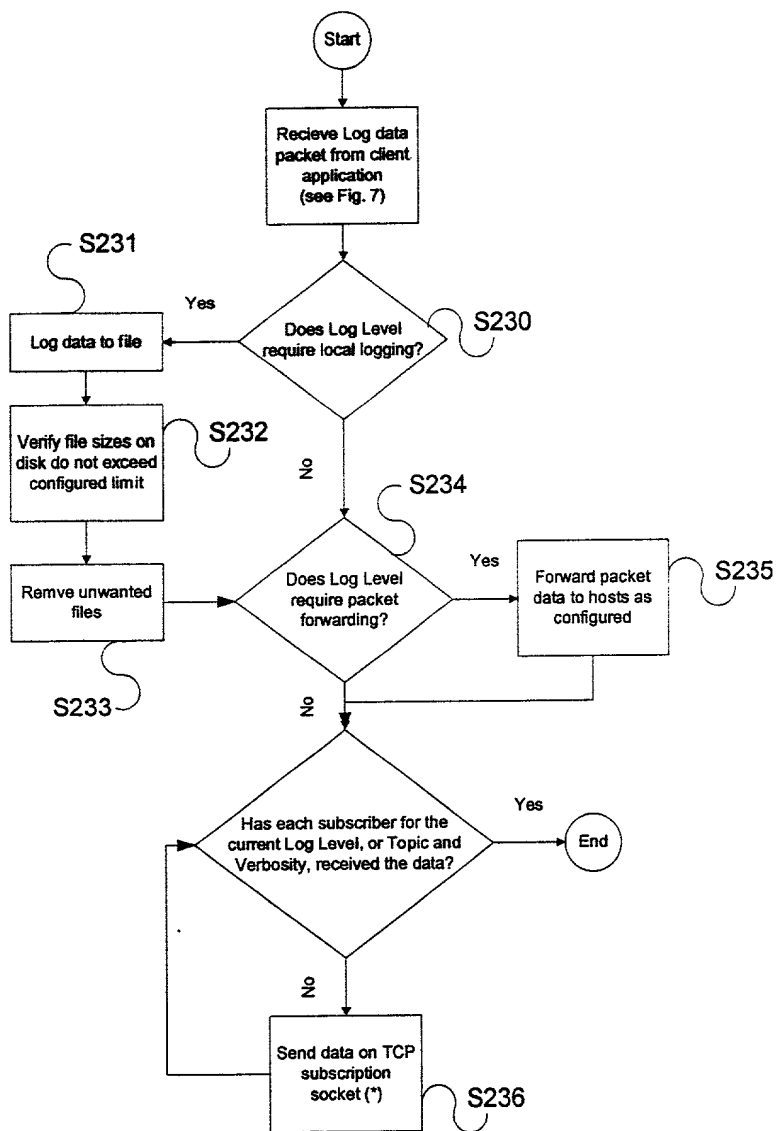 Start
Recieve Log data
packet from client
application
(see Fig. 7)
S231
Yes
S230
Does Log Level
require local logging?
Log data to file
S232
Verify file sizes on
disk do not exceed
configured limit
No
S234
Remve unwanted
files
Does Log Level
require packet
forwarding?
Yes
Forward packet
data to hosts as
configured
S235
S233
No
Has each subscriber for the
current Log Level, or Topic and
Verbosity, received the data?
Yes
End
No
Send data on TCP
subscription
socket (*)
S236